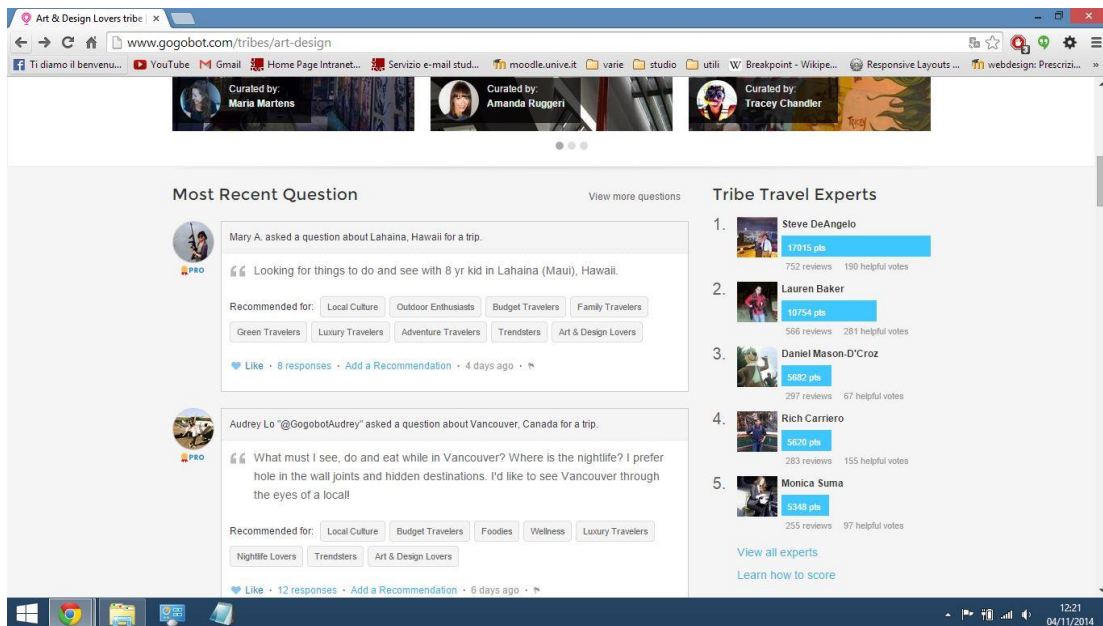 Art & Design Lovers tribe |
www.gogobot.com/tribes/art-design
Ti diamo il benvenu... YouTube Gmail Home Page Intranet... Servizio e-mail stud... moodle.unive.it varie studio utili Breakpoint - Wikipe... Responsive Layouts ... webdesign: Prescrizi... »
Curated by:
Maria Martens
Curated by:
Amanda Ruggeri
Curated by:
Tracey Chandler
Most Recent Question
View more questions
Mary A. asked a question about Lahaina, Hawaii for a trip.
PRO
Looking for things to do and see with 8 yr kid in Lahaina (Maui), Hawaii.
Recommended for: Local Culture Outdoor Enthusiasts Budget Travelers Family Travelers
Green Travelers Luxury Travelers Adventure Travelers Trendsters Art & Design Lovers
Like · 8 responses · Add a Recommendation · 4 days ago ·
Audrey Lo "@GogobotAudrey" asked a question about Vancouver, Canada for a trip.
PRO
What must I see, do and eat while in Vancouver? Where is the nightlife? I prefer
hole in the wall joints and hidden destinations. I'd like to see Vancouver through
the eyes of a local!
Recommended for: Local Culture Budget Travelers Foodies Wellness Luxury Travelers
Nightlife Lovers Trendsters Art & Design Lovers
Like · 12 responses · Add a Recommendation · 6 days ago ·
Tribe Travel Experts
1. Steve DeAngelo
17015 pts
752 reviews 190 helpful votes
2. Lauren Baker
10754 pts
566 reviews 281 helpful votes
3. Daniel Mason-D'Croz
5682 pts
297 reviews 67 helpful votes
4. Rich Carriero
5620 pts
283 reviews 155 helpful votes
5. Monica Suma
5348 pts
255 reviews 97 helpful votes
View all experts
Learn how to score
12:21
04/11/2014